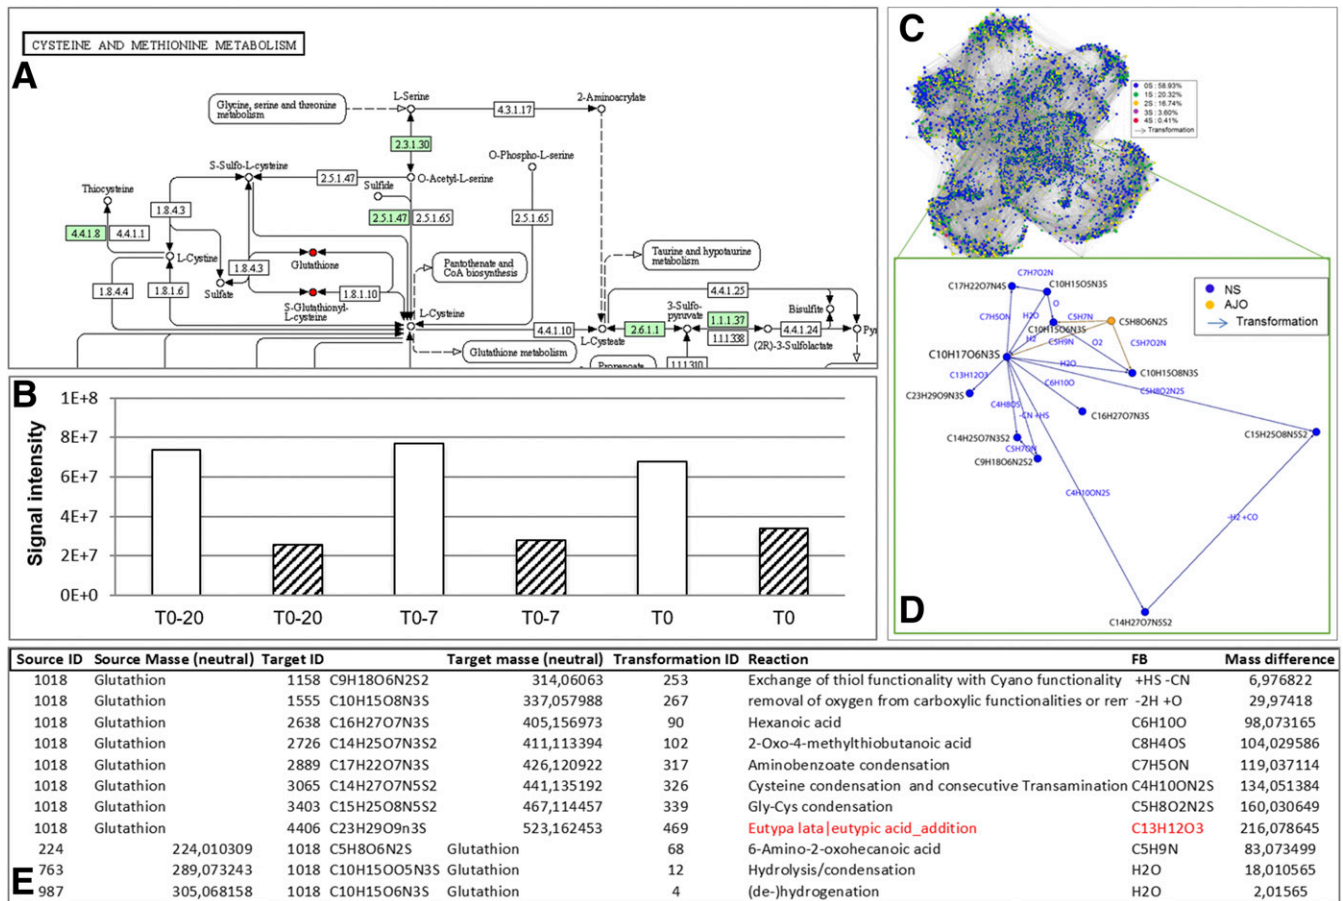 A
CYSTEINE AND METHIONINE METABOLISM
Glycine, serine and threonine
metabolism
L-Serine
4.3.1.17
2-Aminoacrylate
2.3.1.30
O-Phospho-L-serine
S-Sulfo-L-cysteine
2.5.1.47
O-Acetyl-L-serine
Thiocysteine
Sulfide
1.8.4.3
2.5.1.47
2.5.1.65
2.5.1.65
4.4.1.8
4.4.1.1
L-Cystine
Glutathione
1.8.4.3
Pantothenate and
CoA biosynthesis
Taurine and hypotaurine
metabolism
1.8.4.4
1.8.1.6
Sulfate
S-Glutathionyl-
L-cysteine
1.8.1.10
4.4.1.25
L-Cysteine
3-Sulfo-
pyruvate
Bisulfite
4.4.1.10
L-Cysteate
2.6.1.1
1.1.1.37
1.1.1.338
4.4.1.24
Pyr
(2R)-3-Sulfolactate
Glutathione metabolism
Propanoate
1.1.1.310
B
Signal intensity
1E+8
8E+7
6E+7
4E+7
2E+7
0E+0
T0-20 T0-20 T0-7 T0-7 T0 T0
C
0S : 58.93%
1S : 20.32%
2S : 16.74%
3S : 3.60%
4S : 0.41%
Transformation
D
NS
AJO
Transformation
C7H7O2N
C17H22O7N4S
C10H15O5N3S
C7H5ON
H2O
O
C5H7N
C5H8O6N2S
C10H15O6N3S
H2
C5H9N
O2
C5H7O2N
C10H17O6N3S
H2O
C10H15O8N3S
C13H12O3
C6H10O
C5H8O2N2S
C23H29O9N3S
C4H8OS
-CN +HS
C16H27O7N3S
C14H25O7N3S2
C5H7ON
C9H18O6N2S2
C15H25O8N5S2
C4H10ON2S
-H2 +CO
C14H27O7N5S2
E
Source ID Source Masse (neutral) Target ID Target masse (neutral) Transformation ID Reaction FB Mass difference
1018 Glutathion 1158 C9H18O6N2S2 314,06063 253 Exchange of thiol functionality with Cyano functionality +HS -CN 6,976822
1018 Glutathion 1555 C10H15O8N3S 337,057988 267 removal of oxygen from carboxylic functionalities or rem -2H +O 29,97418
1018 Glutathion 2638 C16H27O7N3S 405,156973 90 Hexanoic acid C6H10O 98,073165
1018 Glutathion 2726 C14H25O7N3S2 411,113394 102 2-Oxo-4-methylthiobutanoic acid C8H4OS 104,029586
1018 Glutathion 2889 C17H22O7N3S 426,120922 317 Aminobenzoate condensation C7H5ON 119,037114
1018 Glutathion 3065 C14H27O7N5S2 441,135192 326 Cysteine condensation and consecutive Transamination C4H10ON2S 134,051384
1018 Glutathion 3403 C15H25O8N5S2 467,114457 339 Gly-Cys condensation C5H8O2N2S 160,030649
1018 Glutathion 4406 C23H29O9n3S 523,162453 469 Eutypa lata|eutypic acid_addition C13H12O3 216,078645
224 224,010309 1018 C5H8O6N2S Glutathion 68 6-Amino-2-oxohecanoic acid C5H9N 83,073499
763 289,073243 1018 C10H15OO5N3S Glutathion 12 Hydrolysis/condensation H2O 18,010565
987 305,068158 1018 C10H15O6N3S Glutathion 4 (de-)hydrogenation H2O 2,01565